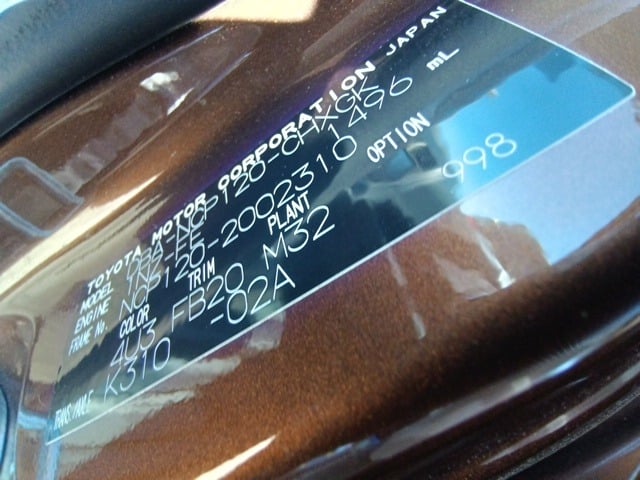 TOYOTA MOTOR CORPORATION JAPAN
MODEL DBA-NCP120-CHXGK
ENGINE 1NZ-FE 1496 mL
FRAME No. NCP120-2002310
COLOR TRIM PLANT OPTION
4U3 FB20 M32 998
TRANS/AXLE K310 -02A